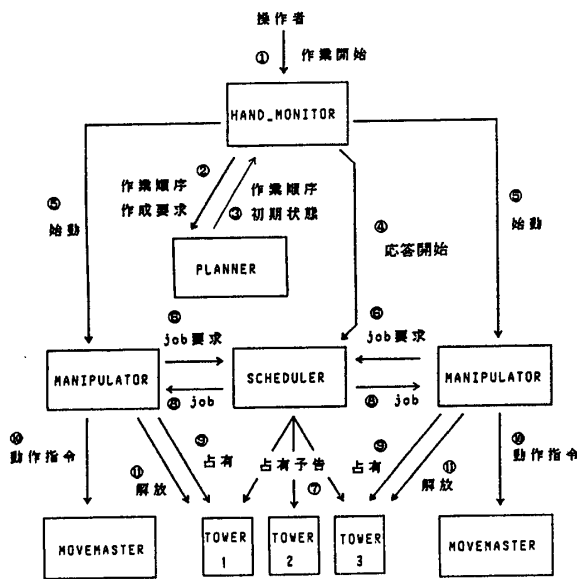 操作者
① 作業開始
HAND_MONITOR
② 作業順序 作成要求
③ 作業順序 初期状態
⑤ 始動
④ 応答開始
⑤ 始動
PLANNER
⑥ job要求
⑥ job要求
MANIPULATOR
SCHEDULER
MANIPULATOR
⑧ job
⑧ job
⑩ 動作指令
⑪ 解放
⑨ 占有
占有予告 ⑦
⑨ 占有
⑪ 解放
⑩ 動作指令
MOVEMASTER
TOWER 1
TOWER 2
TOWER 3
MOVEMASTER